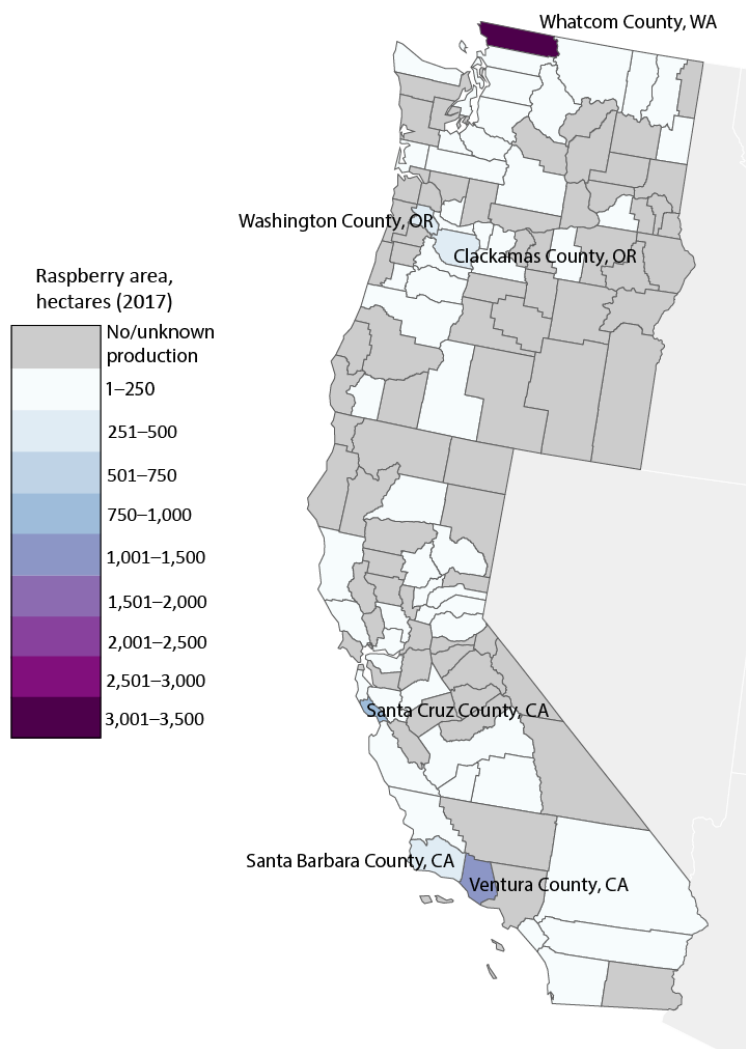 Whatcom County, WA
Washington County, OR
Clackamas County, OR
Raspberry area,
hectares (2017)
No/unknown
production
1–250
251–500
501–750
750–1,000
1,001–1,500
1,501–2,000
2,001–2,500
2,501–3,000
3,001–3,500
Santa Cruz County, CA
Santa Barbara County, CA
Ventura County, CA